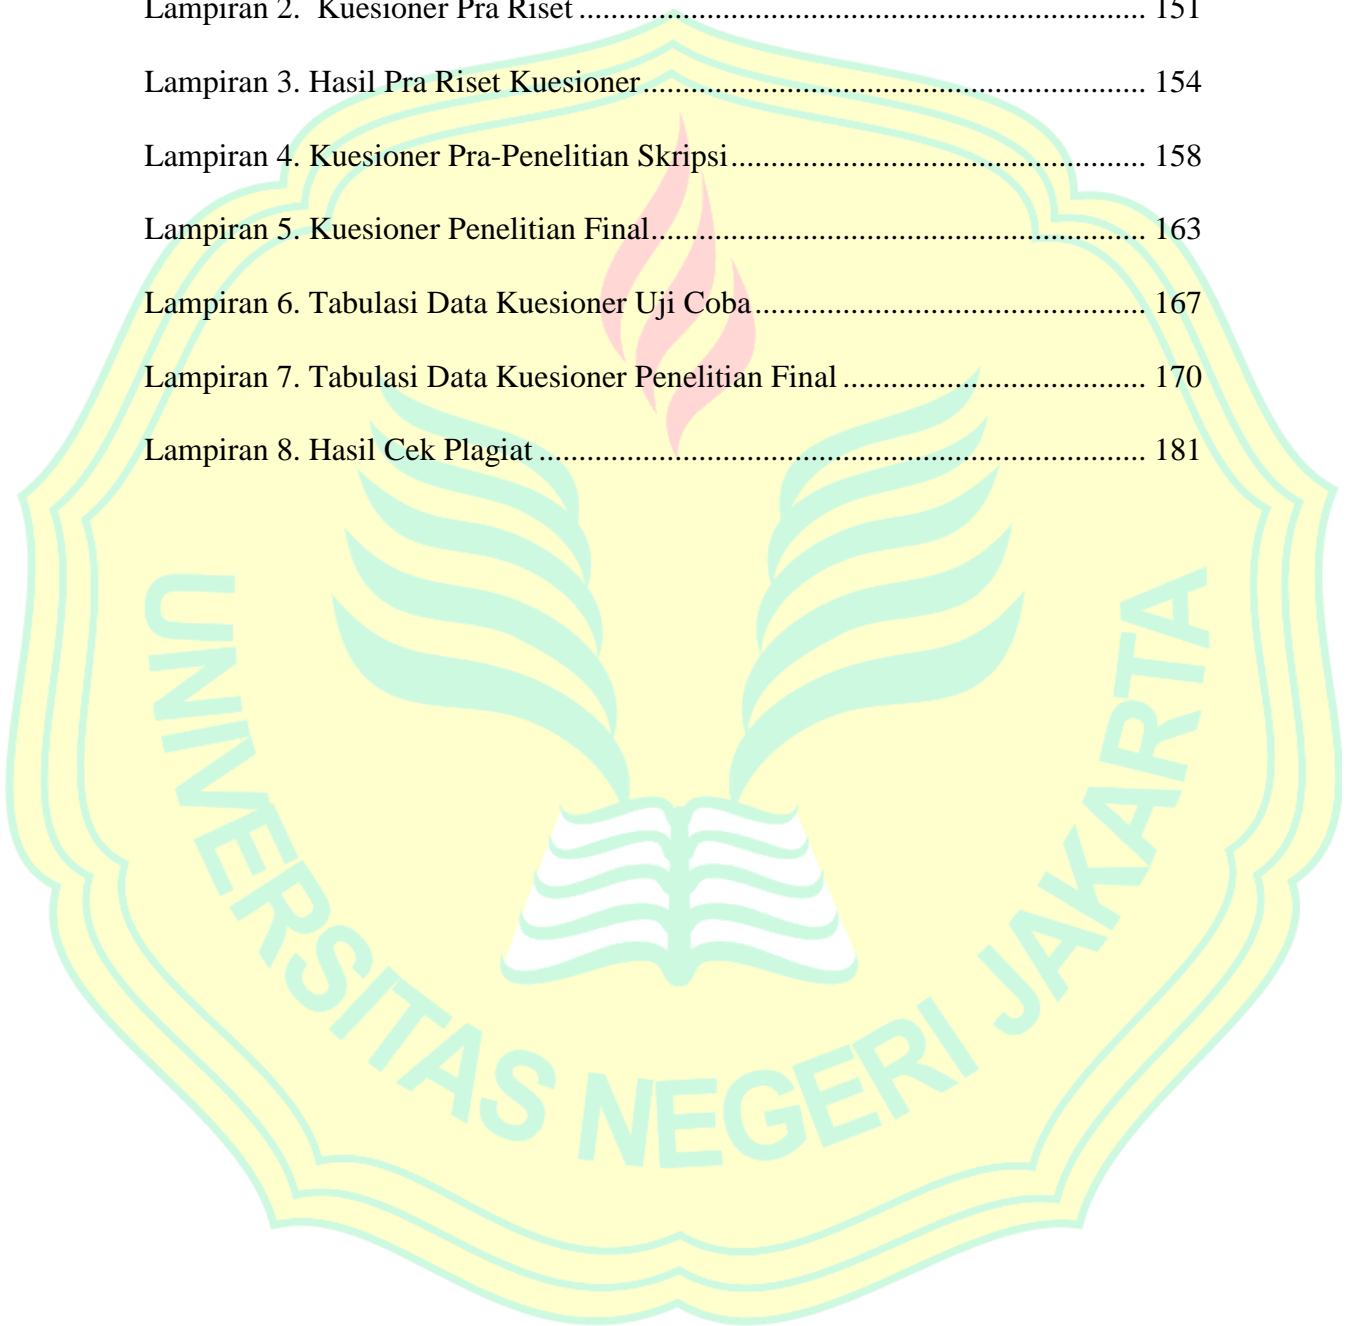 Lampiran 2. Kuesioner Pra Riset ........................................................................ 151
Lampiran 3. Hasil Pra Riset Kuesioner................................................................ 154
Lampiran 4. Kuesioner Pra-Penelitian Skripsi..................................................... 158
Lampiran 5. Kuesioner Penelitian Final............................................................... 163
Lampiran 6. Tabulasi Data Kuesioner Uji Coba.................................................. 167
Lampiran 7. Tabulasi Data Kuesioner Penelitian Final ...................................... 170
Lampiran 8. Hasil Cek Plagiat ............................................................................. 181
UNIVERSITAS NEGERI JAKARTA